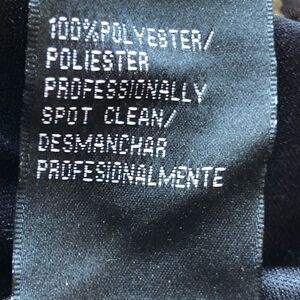 100%POLYESTER/
POLIESTER
PROFESSIONALLY
SPOT CLEAN/
DESMANCHAR
PROFESIONALMENTE